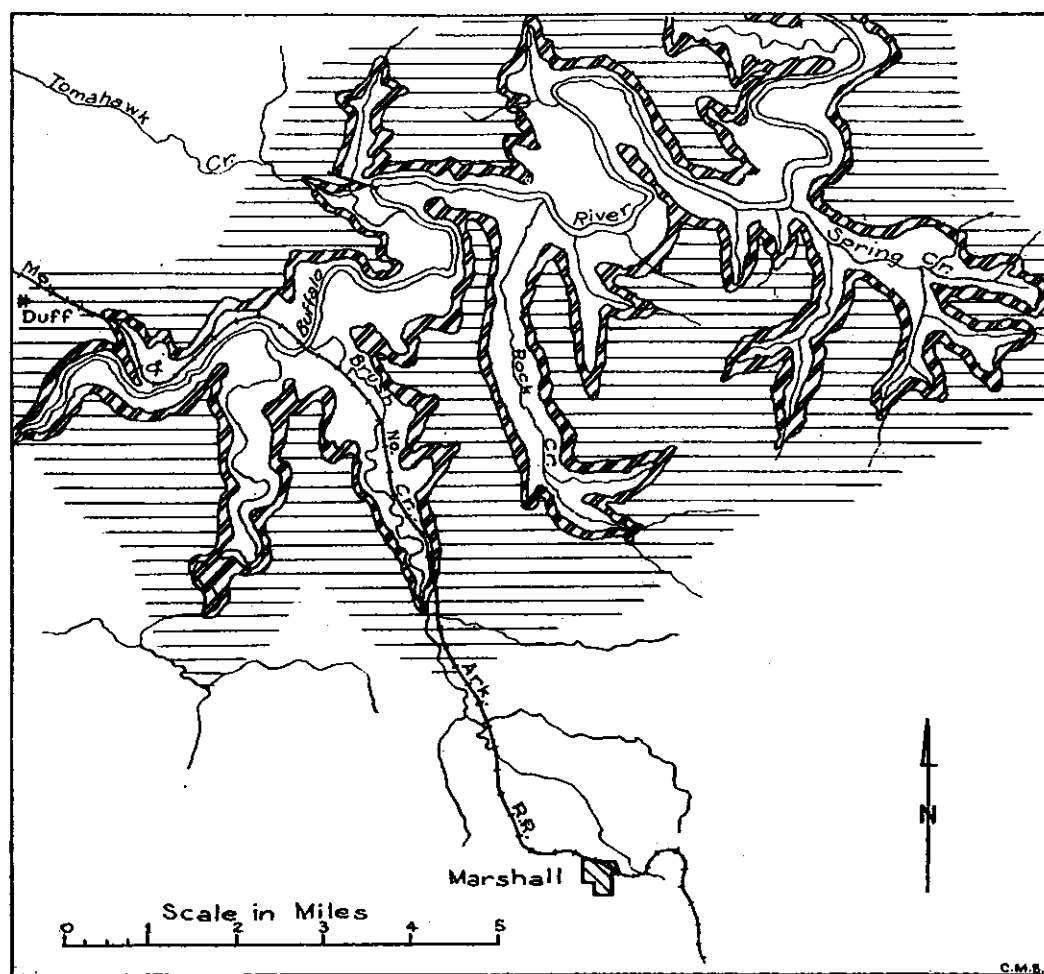 Tomahawk
Cr.
River
Spring
Cr.
Mo.
Duff
&
Buffalo
Brush
Cr.
No.
Rock
Cr.
Ark.
R.R.
Marshall
Scale in Miles
0 1 2 3 4 5
N
C.M.B.